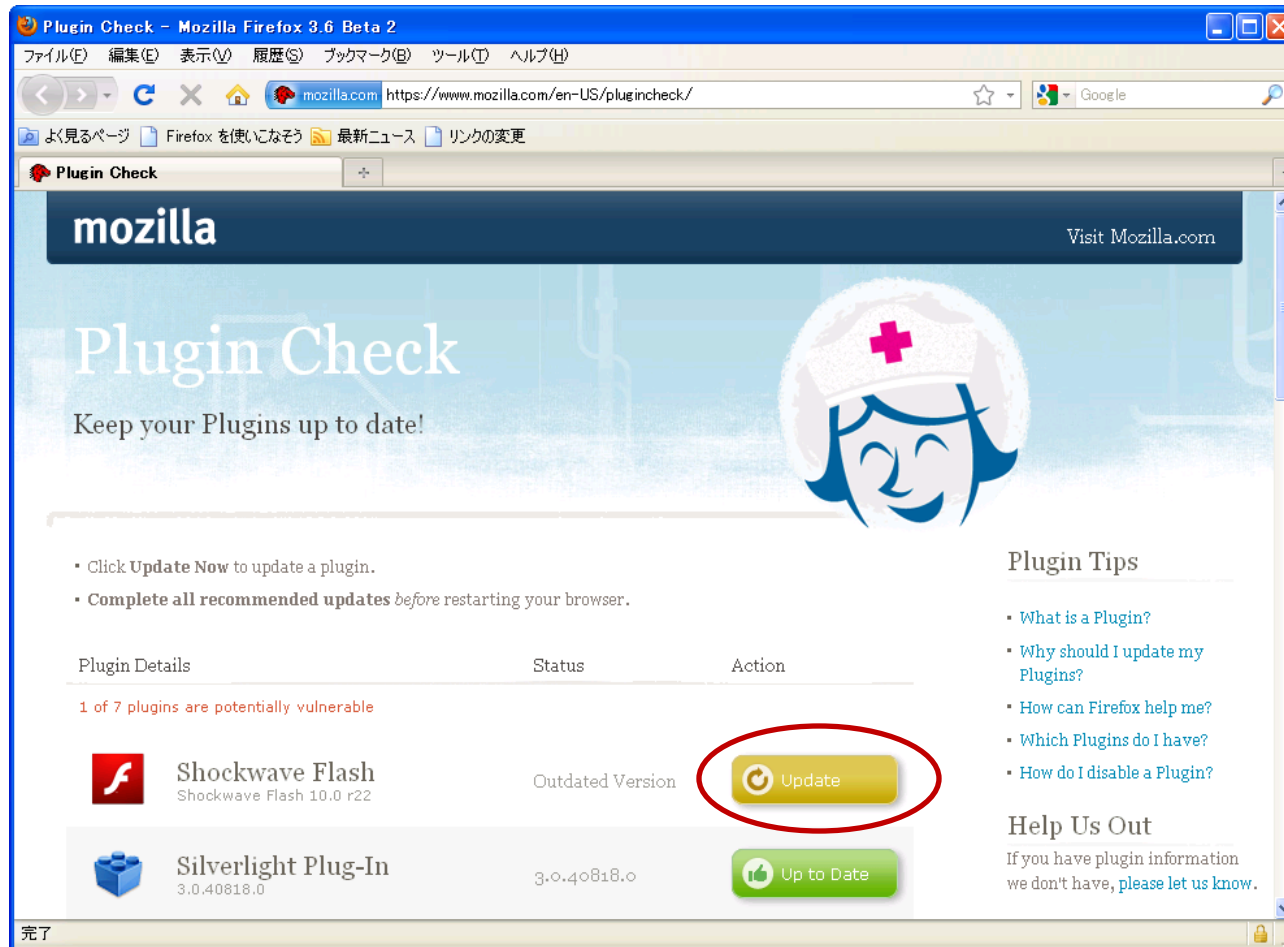 Plugin Check - Mozilla Firefox 3.6 Beta 2
ファイル(F) 編集(E) 表示(V) 履歴(S) ブックマーク(B) ツール(T) ヘルプ(H)
mozilla.com https://www.mozilla.com/en-US/plugincheck/ Google
よく見るページ Firefox を使いこなそう 最新ニュース リンクの変更
Plugin Check
mozilla
Visit Mozilla.com
Plugin Check
Keep your Plugins up to date!
▪ Click Update Now to update a plugin.
▪ Complete all recommended updates before restarting your browser.
Plugin Details Status Action
1 of 7 plugins are potentially vulnerable
Shockwave Flash
Shockwave Flash 10.0 r22
Outdated Version
Update
Silverlight Plug-In
3.0.40818.0
3.0.40818.0
Up to Date
Plugin Tips
▪ What is a Plugin?
▪ Why should I update my
Plugins?
▪ How can Firefox help me?
▪ Which Plugins do I have?
▪ How do I disable a Plugin?
Help Us Out
If you have plugin information
we don't have, please let us know.
完了